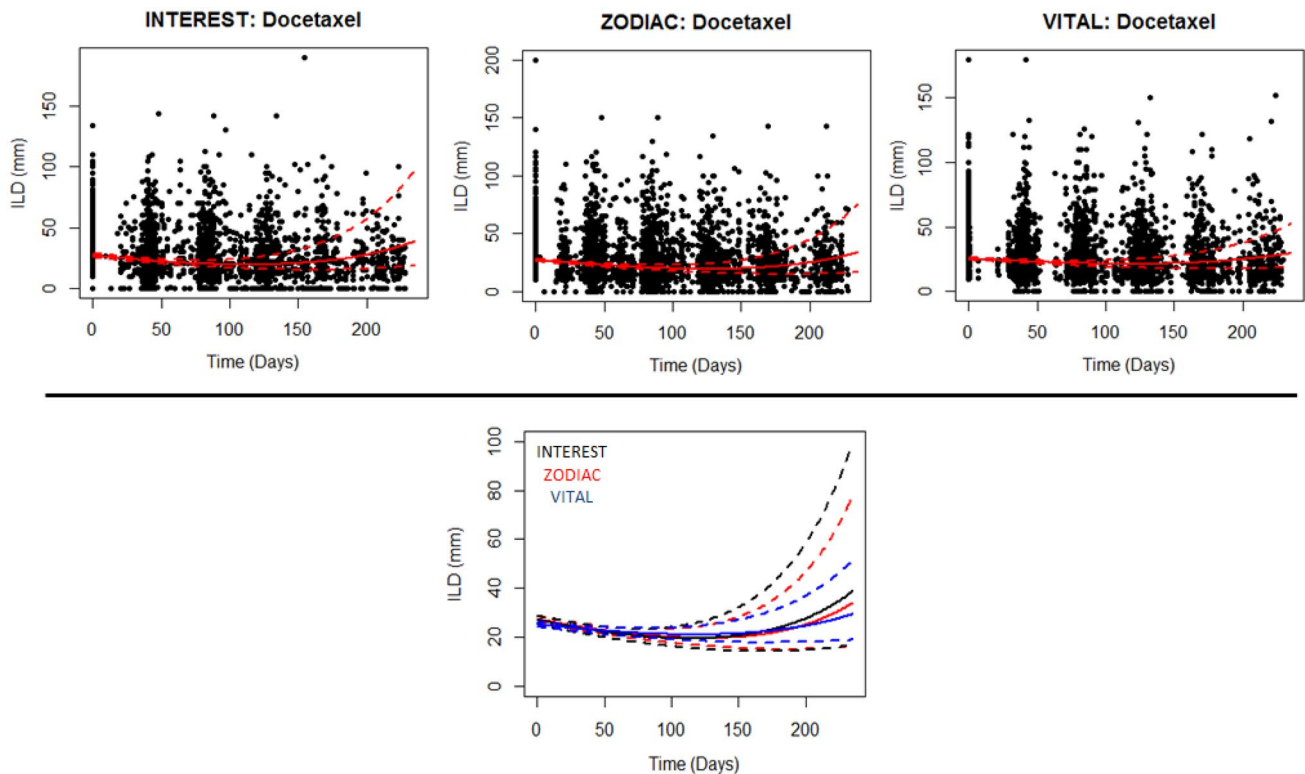 INTEREST: Docetaxel
ILD (mm)
150
100
50
0
0 50 100 150 200
Time (Days)
ZODIAC: Docetaxel
ILD (mm)
200
150
100
50
0
0 50 100 150 200
Time (Days)
VITAL: Docetaxel
ILD (mm)
150
100
50
0
0 50 100 150 200
Time (Days)
INTEREST
ZODIAC
VITAL
ILD (mm)
100
80
60
40
20
0
0 50 100 150 200
Time (Days)